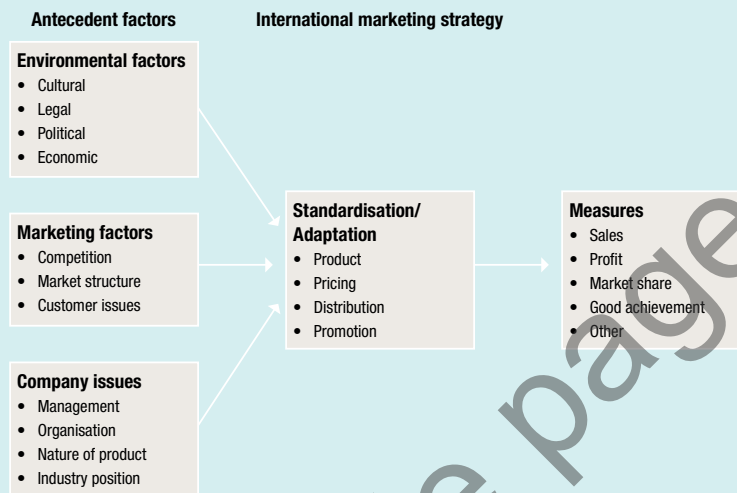 Antecedent factors
International marketing strategy
Environmental factors
• Cultural
• Legal
• Political
• Economic
Marketing factors
• Competition
• Market structure
• Customer issues
Company issues
• Management
• Organisation
• Nature of product
• Industry position
Standardisation/
Adaptation
• Product
• Pricing
• Distribution
• Promotion
Measures
• Sales
• Profit
• Market share
• Good achievement
• Other
page